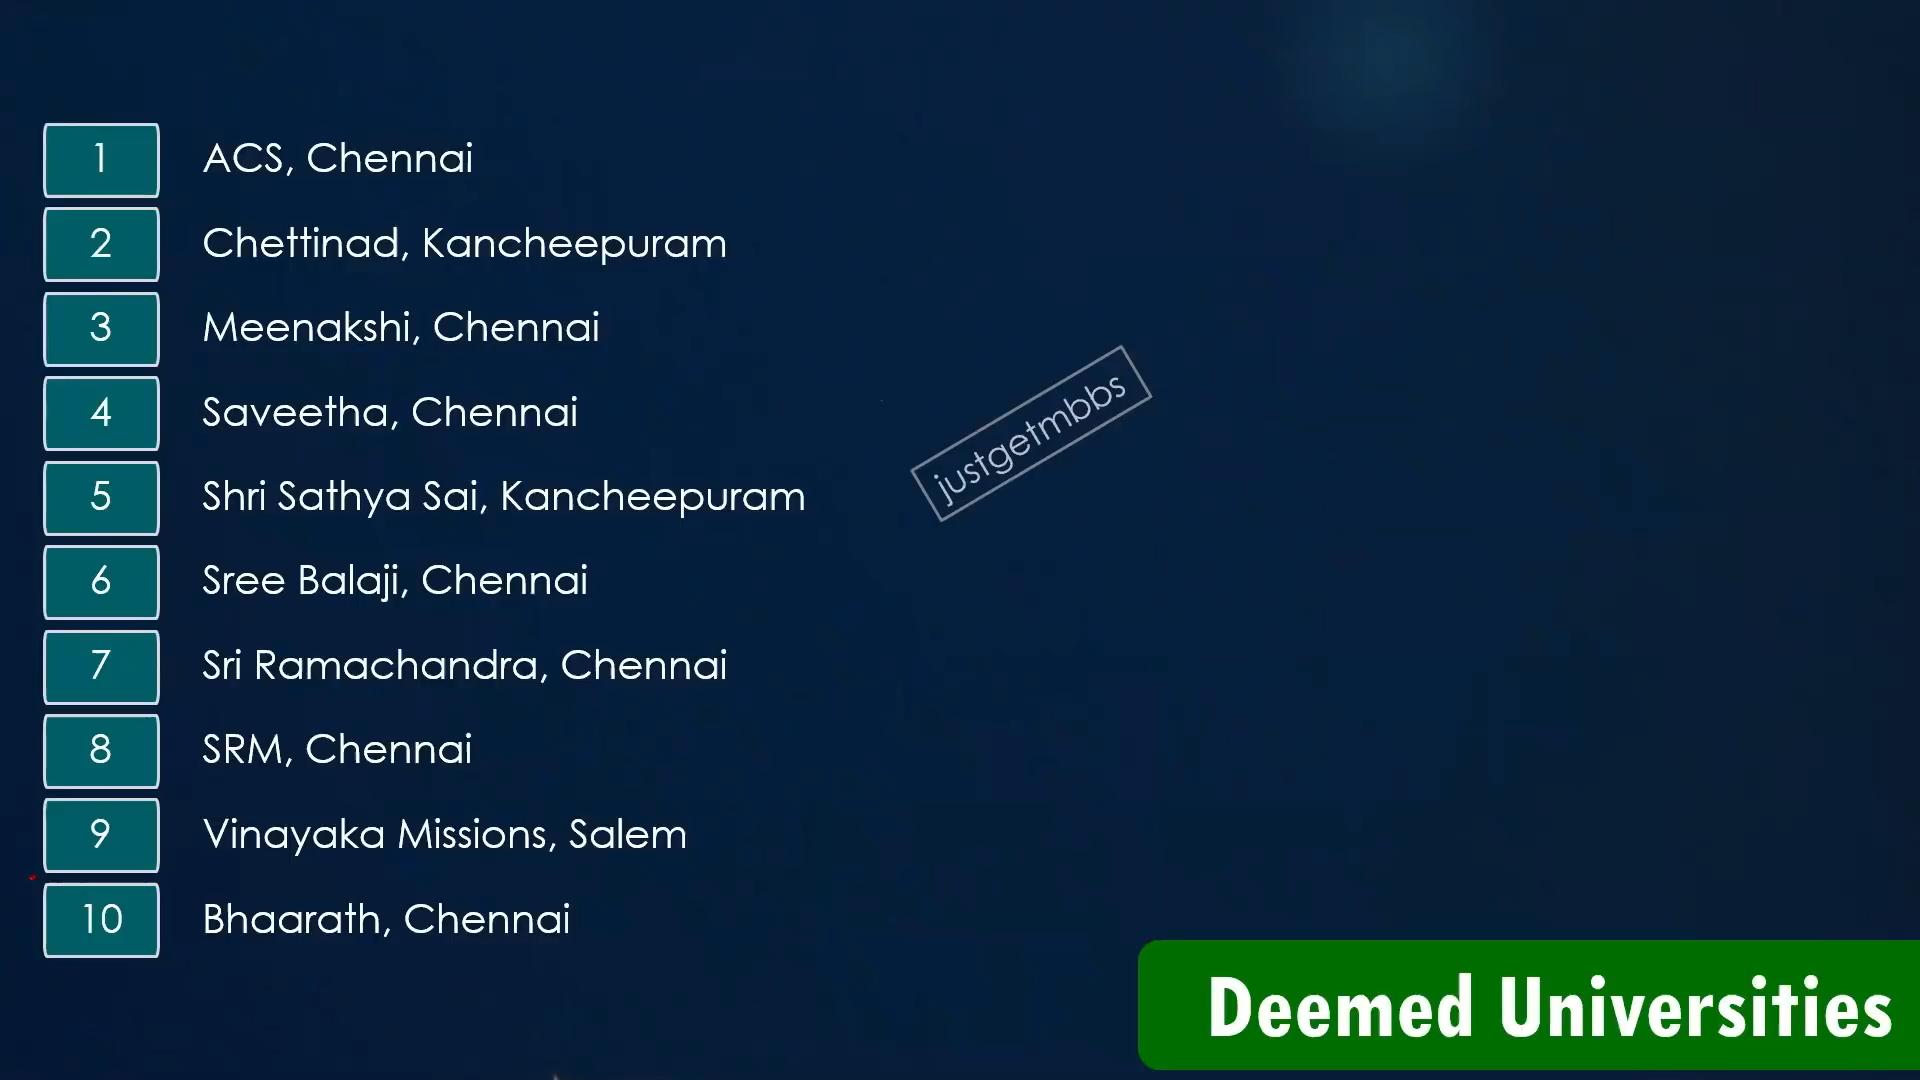 1 ACS, Chennai
2 Chettinad, Kancheepuram
3 Meenakshi, Chennai
4 Saveetha, Chennai
5 Shri Sathya Sai, Kancheepuram
6 Sree Balaji, Chennai
7 Sri Ramachandra, Chennai
8 SRM, Chennai
9 Vinayaka Missions, Salem
10 Bhaarath, Chennai
justgetmbbs
Deemed Universities